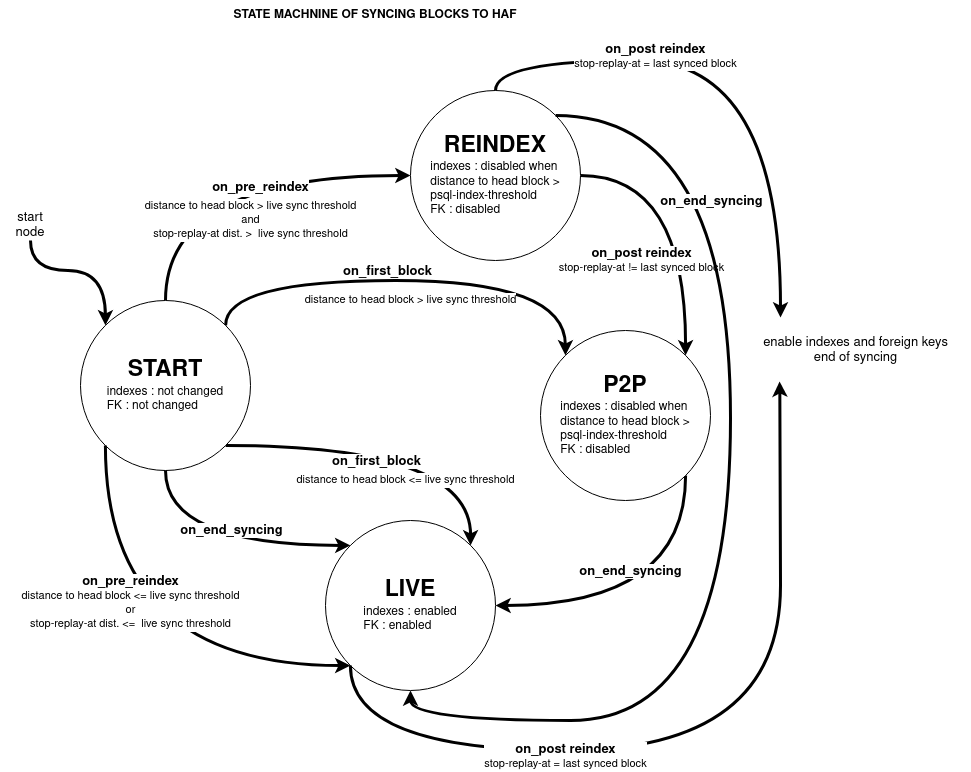 STATE MACHNINE OF SYNCING BLOCKS TO HAF
on_post reindex
stop-replay-at = last synced block
REINDEX
indexes : disabled when
distance to head block >
psql-index-threshold
FK : disabled
on_pre_reindex
distance to head block > live sync threshold
and
stop-replay-at dist. > live sync threshold
on_end_syncing
start
node
on_post reindex
stop-replay-at != last synced block
on_first_block
distance to head block > live sync threshold
enable indexes and foreign keys
end of syncing
START
indexes : not changed
FK : not changed
P2P
indexes : disabled when
distance to head block >
psql-index-threshold
FK : disabled
on_first_block
distance to head block <= live sync threshold
on_end_syncing
on_end_syncing
on_pre_reindex
distance to head block <= live sync threshold
or
stop-replay-at dist. <= live sync threshold
LIVE
indexes : enabled
FK : enabled
on_post reindex
stop-replay-at = last synced block